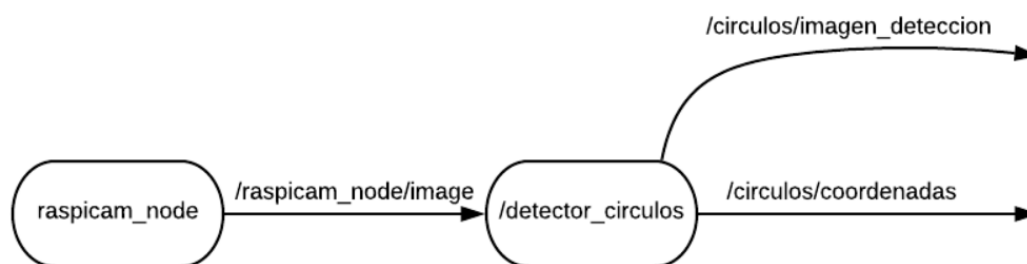 /circulos/imagen_deteccion
raspicam_node
/raspicam_node/image
/detector_circulos
/circulos/coordenadas